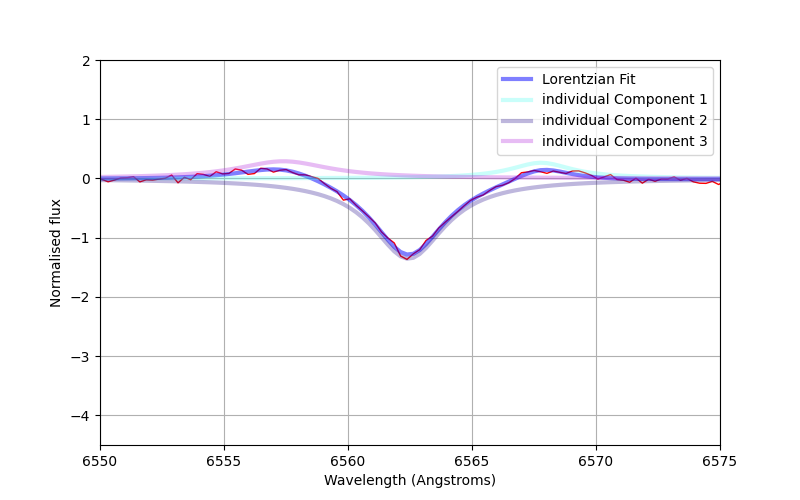 Lorentzian Fit
individual Component 1
individual Component 2
individual Component 3
2
1
0
−1
−2
−3
−4
Normalised flux
6550 6555 6560 6565 6570 6575
Wavelength (Angstroms)